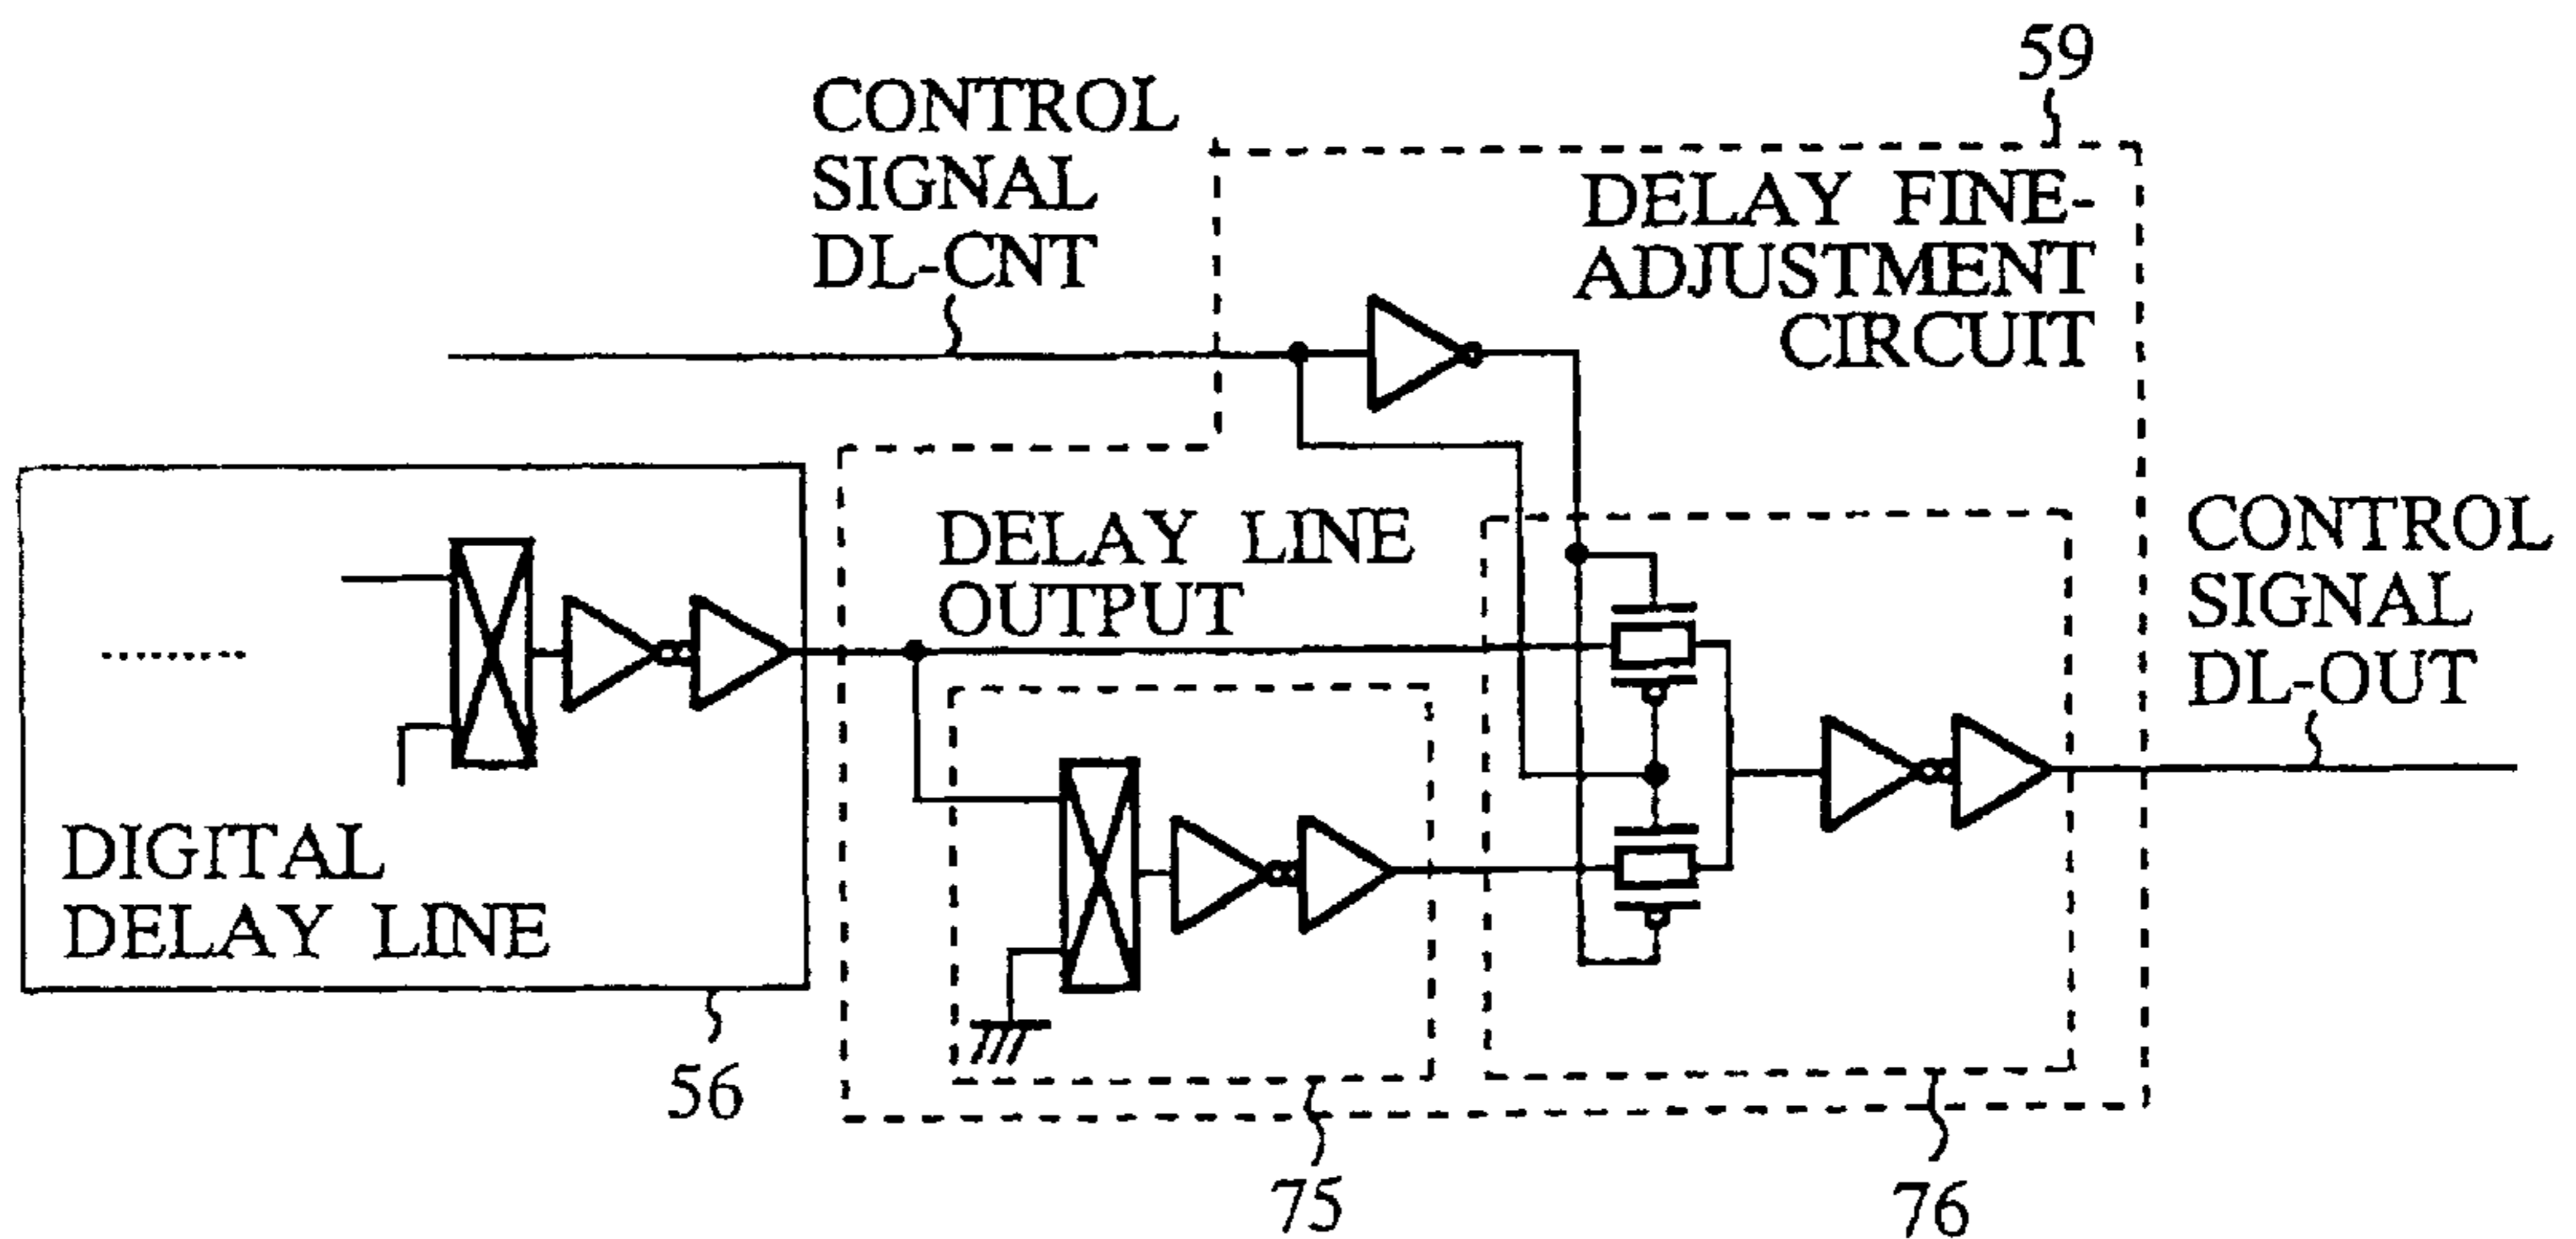 59
CONTROL
SIGNAL
DL-CNT
DELAY FINE-
ADJUSTMENT
CIRCUIT
DELAY LINE
OUTPUT
CONTROL
SIGNAL
DL-OUT
DIGITAL
DELAY LINE
56
75
76